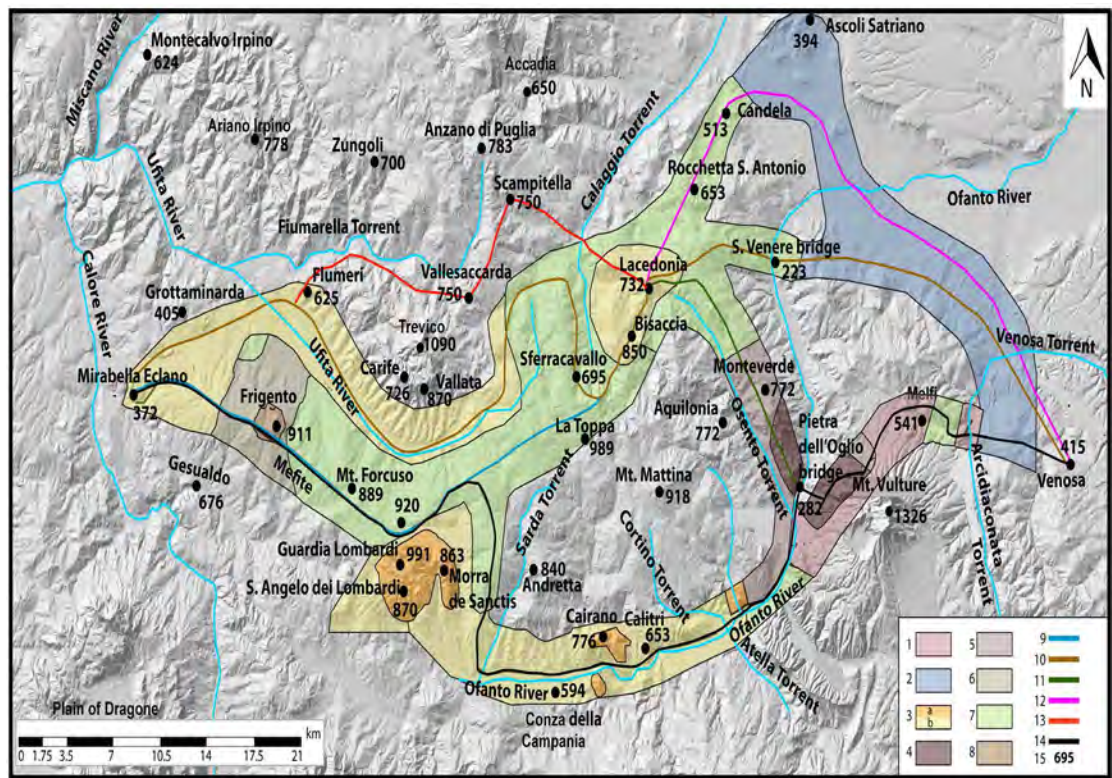 Ascoli Satriano
394
N
Montecalvo Irpino
624
Miscano River
Accadia
650
Candela
513
Ariano Irpino
778
Zungoli
700
Anzano di Puglia
783
Calaggio Torrent
Ufita River
Rocchetta S. Antonio
653
Scampitella
750
Ofanto River
Fiumarella Torrent
S. Venere bridge
223
Calore River
Grottaminarda
405
Flumeri
625
Vallesaccarda
750
Lacedonia
732
Trevico
1090
Bisaccia
850
Venosa Torrent
Ufita River
Sferracavallo
695
Mirabella Eclano
372
Carife
726
Vallata
870
Monteverde
772
Melfi
541
Frigento
911
Aquilonia
772
Osento Torrent
Pietra
dell'Oglio
bridge
282
La Toppa
989
415
Venosa
Arcidiaconata
Torrent
Mefite
Gesualdo
676
Mt. Forcuso
889
Mt. Mattina
918
Mt. Vulture
1326
920
Sarda Torrent
Cortino Torrent
Guardia Lombardi
991
863
Morra
de Sanctis
S. Angelo dei Lombardi
870
840
Andretta
Cairano
776
Calitri
653
Ofanto River
Atella Torrent
Ofanto River
594
Conza della
Campania
Plain of Dragone
km
0 1.75 3.5 7 10.5 14 21
1 5 9
2 6 10
3 a b 7 11
4 8 12
13
14
15 695